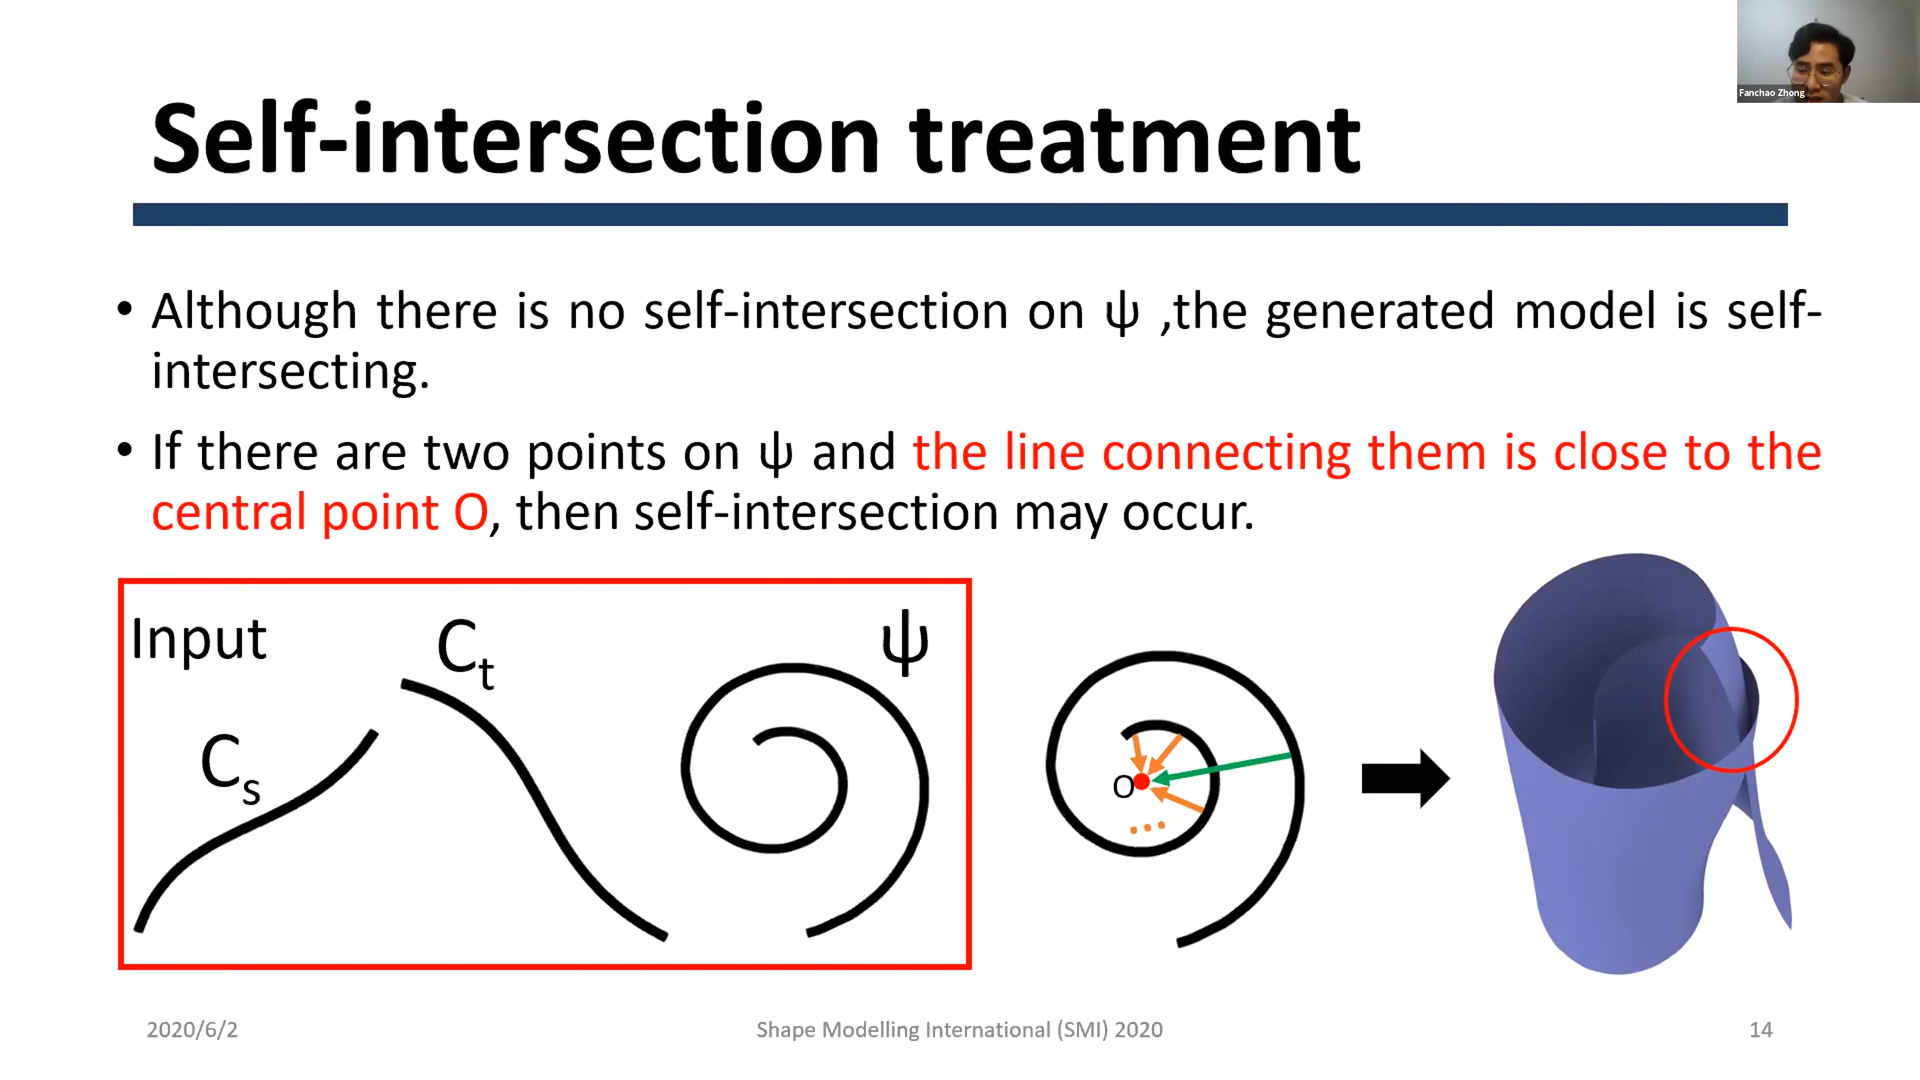 Fanchao Zhong
Self-intersection treatment
• Although there is no self-intersection on ψ ,the generated model is self-
intersecting.
• If there are two points on ψ and the line connecting them is close to the
central point O, then self-intersection may occur.
Input
Ct
ψ
Cs
O
...
2020/6/2
Shape Modelling International (SMI) 2020
14